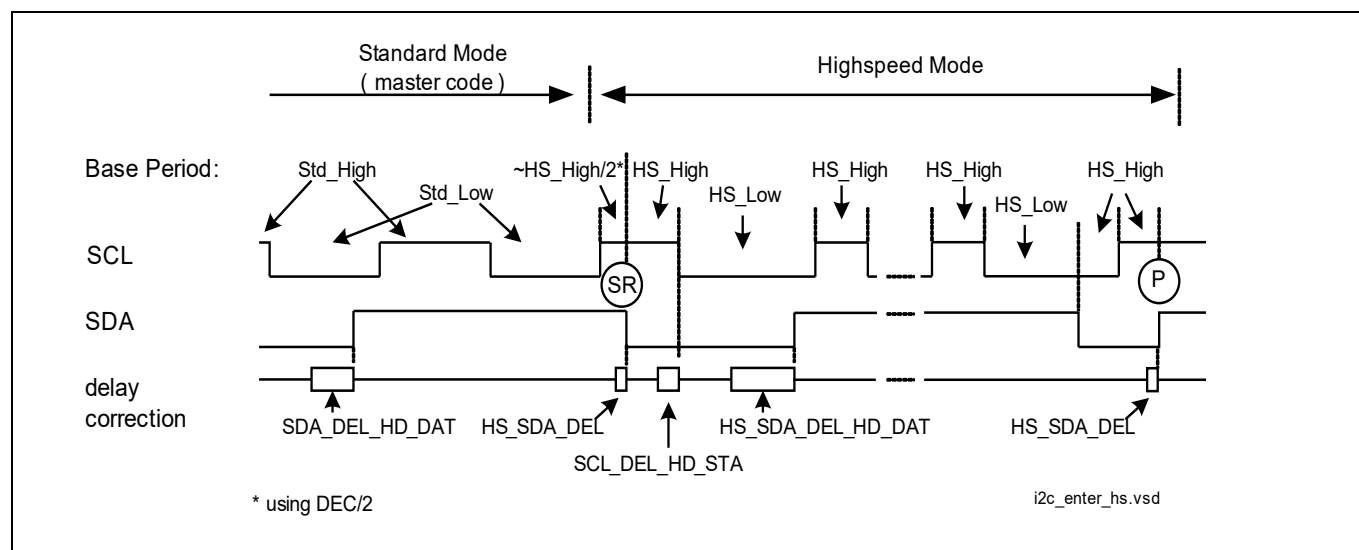 Standard Mode
( master code )
Highspeed Mode
Base Period:
Std_High
~HS_High/2*
HS_High
HS_High
HS_High
HS_High
Std_Low
HS_Low
HS_Low
SCL
SR
P
SDA
delay
correction
SDA_DEL_HD_DAT
HS_SDA_DEL
HS_SDA_DEL_HD_DAT
HS_SDA_DEL
SCL_DEL_HD_STA
* using DEC/2
i2c_enter_hs.vsd